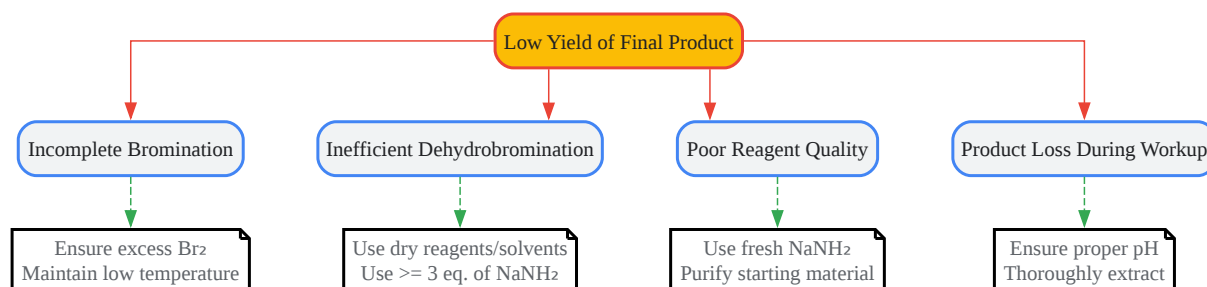 Low Yield of Final Product
Incomplete Bromination
Inefficient Dehydrobromination
Poor Reagent Quality
Product Loss During Workup
Ensure excess Br₂
Maintain low temperature
Use dry reagents/solvents
Use >= 3 eq. of NaNH₂
Use fresh NaNH₂
Purify starting material
Ensure proper pH
Thoroughly extract